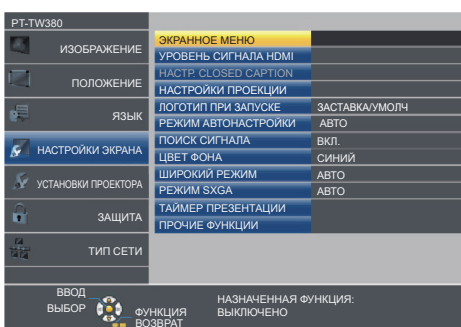 PT-TW380
ИЗОБРАЖЕНИЕ
ПОЛОЖЕНИЕ
ЯЗЫК
НАСТРОЙКИ ЭКРАНА
УСТАНОВКИ ПРОЕКТОРА
ЗАЩИТА
ТИП СЕТИ
ЭКРАННОЕ МЕНЮ
УРОВЕНЬ СИГНАЛА HDMI
НАСТР. CLOSED CAPTION
НАСТРОЙКИ ПРОЕКЦИИ
ЛОГОТИП ПРИ ЗАПУСКЕ ЗАСТАВКА/УМОЛЧ
РЕЖИМ АВТОНАСТРОЙКИ АВТО
ПОИСК СИГНАЛА ВКЛ.
ЦВЕТ ФОНА СИНИЙ
ШИРОКИЙ РЕЖИМ АВТО
РЕЖИМ SXGA АВТО
ТАЙМЕР ПРЕЗЕНТАЦИИ
ПРОЧИЕ ФУНКЦИИ
ВВОД
ВЫБОР
ФУНКЦИЯ
ВОЗВРАТ
НАЗНАЧЕННАЯ ФУНКЦИЯ:
ВЫКЛЮЧЕНО